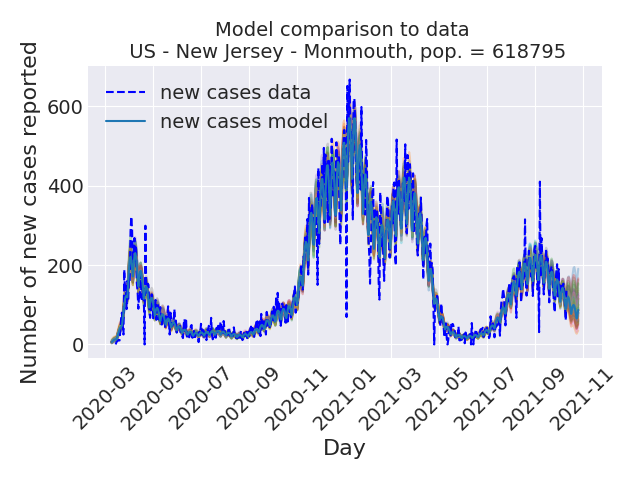 Model comparison to data
US - New Jersey - Monmouth, pop. = 618795
Number of new cases reported
600
400
200
0
new cases data
new cases model
2020-03
2020-05
2020-07
2020-09
2020-11
2021-01
2021-03
2021-05
2021-07
2021-09
2021-11
Day